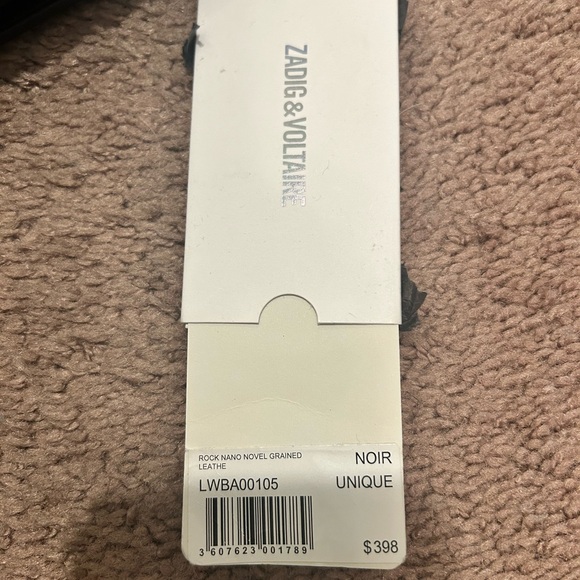 ZADIG&VOLTAIRE
ROCK NANO NOVEL GRAINED
LEATHE
NOIR
LWBA00105
UNIQUE
3 607623 001789
$398